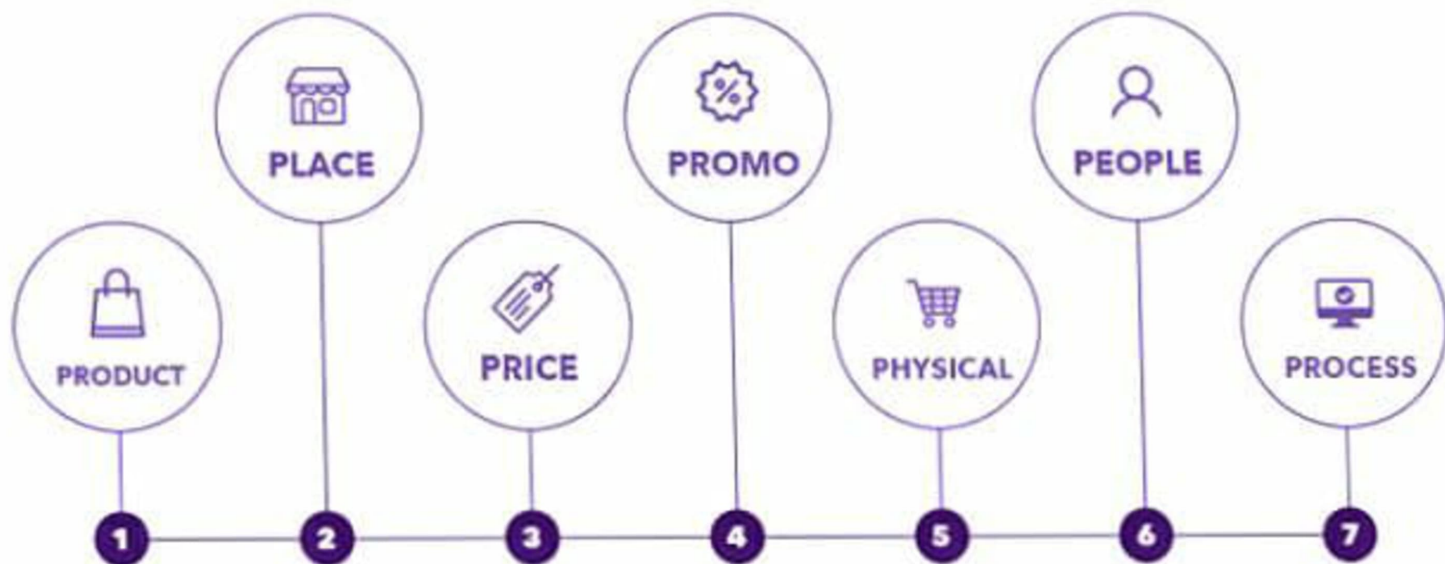 PLACE
PROMO
PEOPLE
PRODUCT
PRICE
PHYSICAL
PROCESS
1 2 3 4 5 6 7